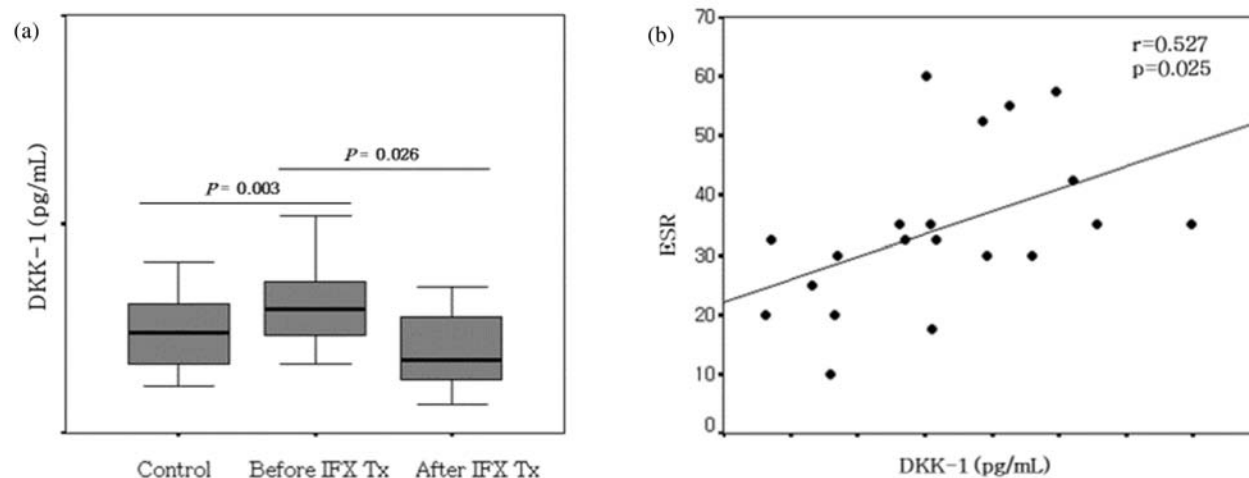 (a)
DKK-1 (pg/mL)
P = 0.003
P = 0.026
Control
Before IFX Tx
After IFX Tx
(b)
70
60
50
40
30
20
10
0
ESR
r=0.527
p=0.025
DKK-1 (pg/mL)